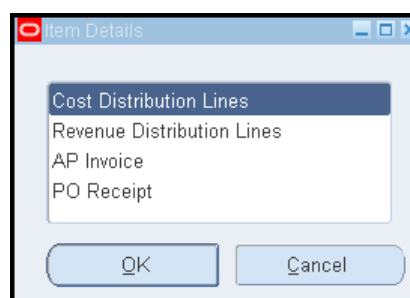 Item Details
Cost Distribution Lines
Revenue Distribution Lines
AP Invoice
PO Receipt
OK Cancel